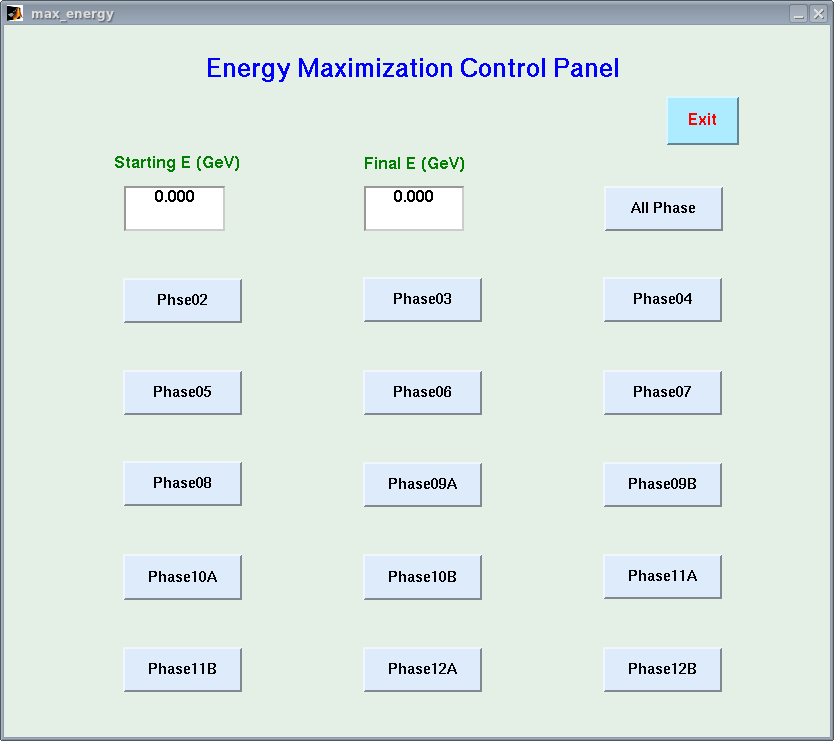 max_energy
Energy Maximization Control Panel
Exit
Starting E (GeV)
Final E (GeV)
0.000
0.000
All Phase
Phse02
Phase03
Phase04
Phase05
Phase06
Phase07
Phase08
Phase09A
Phase09B
Phase10A
Phase10B
Phase11A
Phase11B
Phase12A
Phase12B